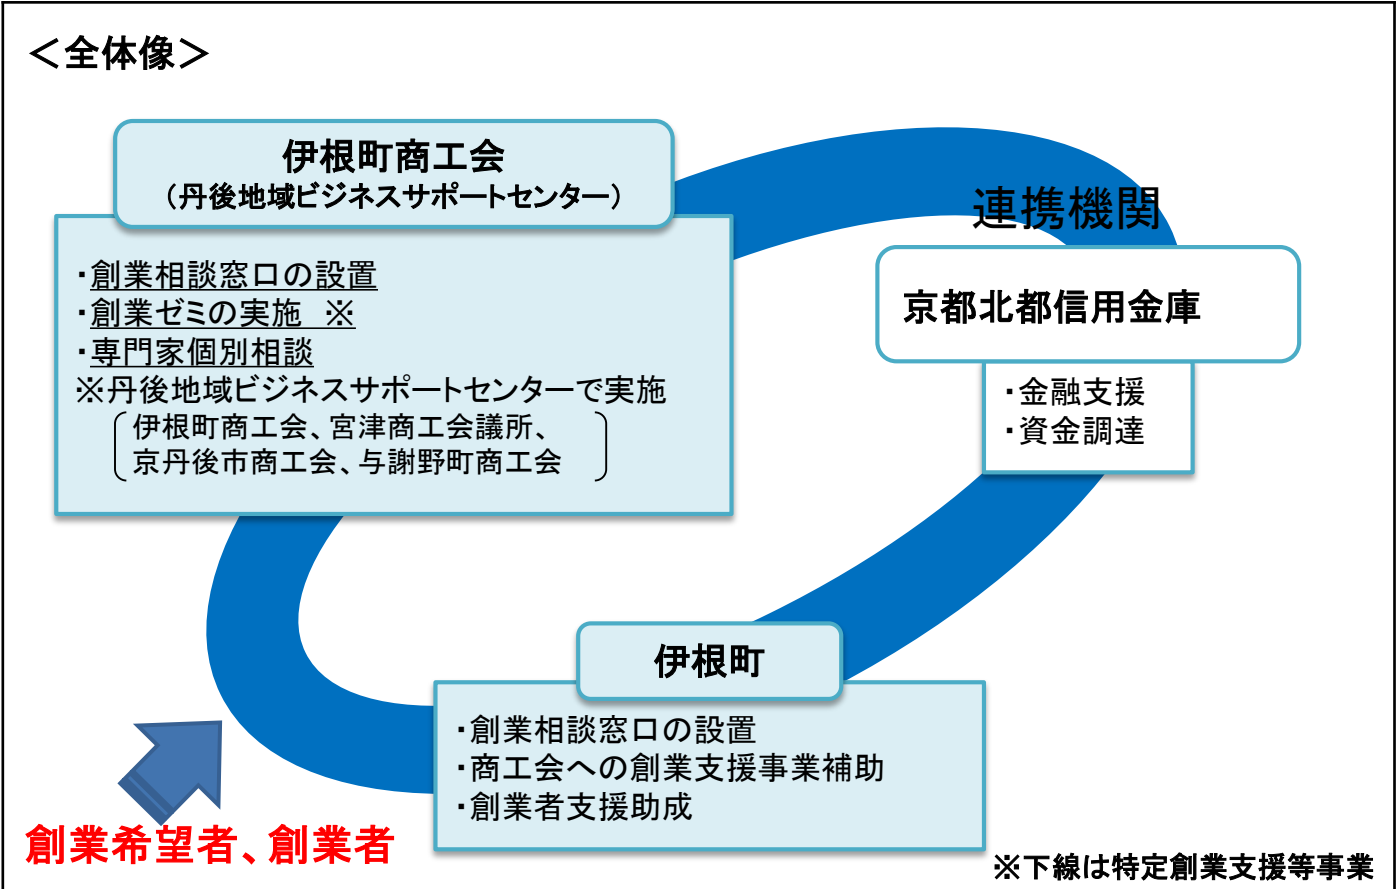 ＜全体像＞
伊根町商工会
（丹後地域ビジネスサポートセンター）
・創業相談窓口の設置
・創業ゼミの実施　※
・専門家個別相談
※丹後地域ビジネスサポートセンターで実施
伊根町商工会、宮津商工会議所、
京丹後市商工会、与謝野町商工会
連携機関
京都北都信用金庫
・金融支援
・資金調達
伊根町
・創業相談窓口の設置
・商工会への創業支援事業補助
・創業者支援助成
創業希望者、創業者
※下線は特定創業支援等事業